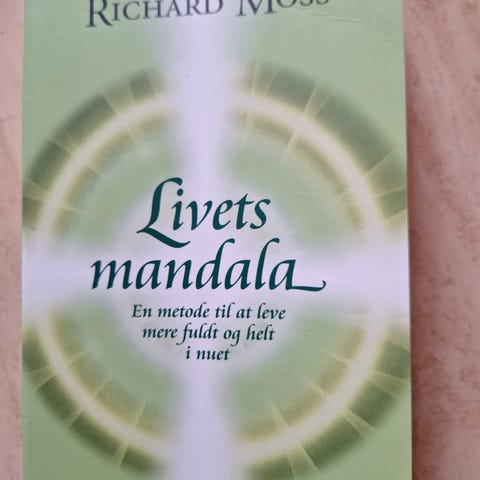 RICHARD MOSS
Livets
mandala
En metode til at leve
mere fuldt og helt
i nuet